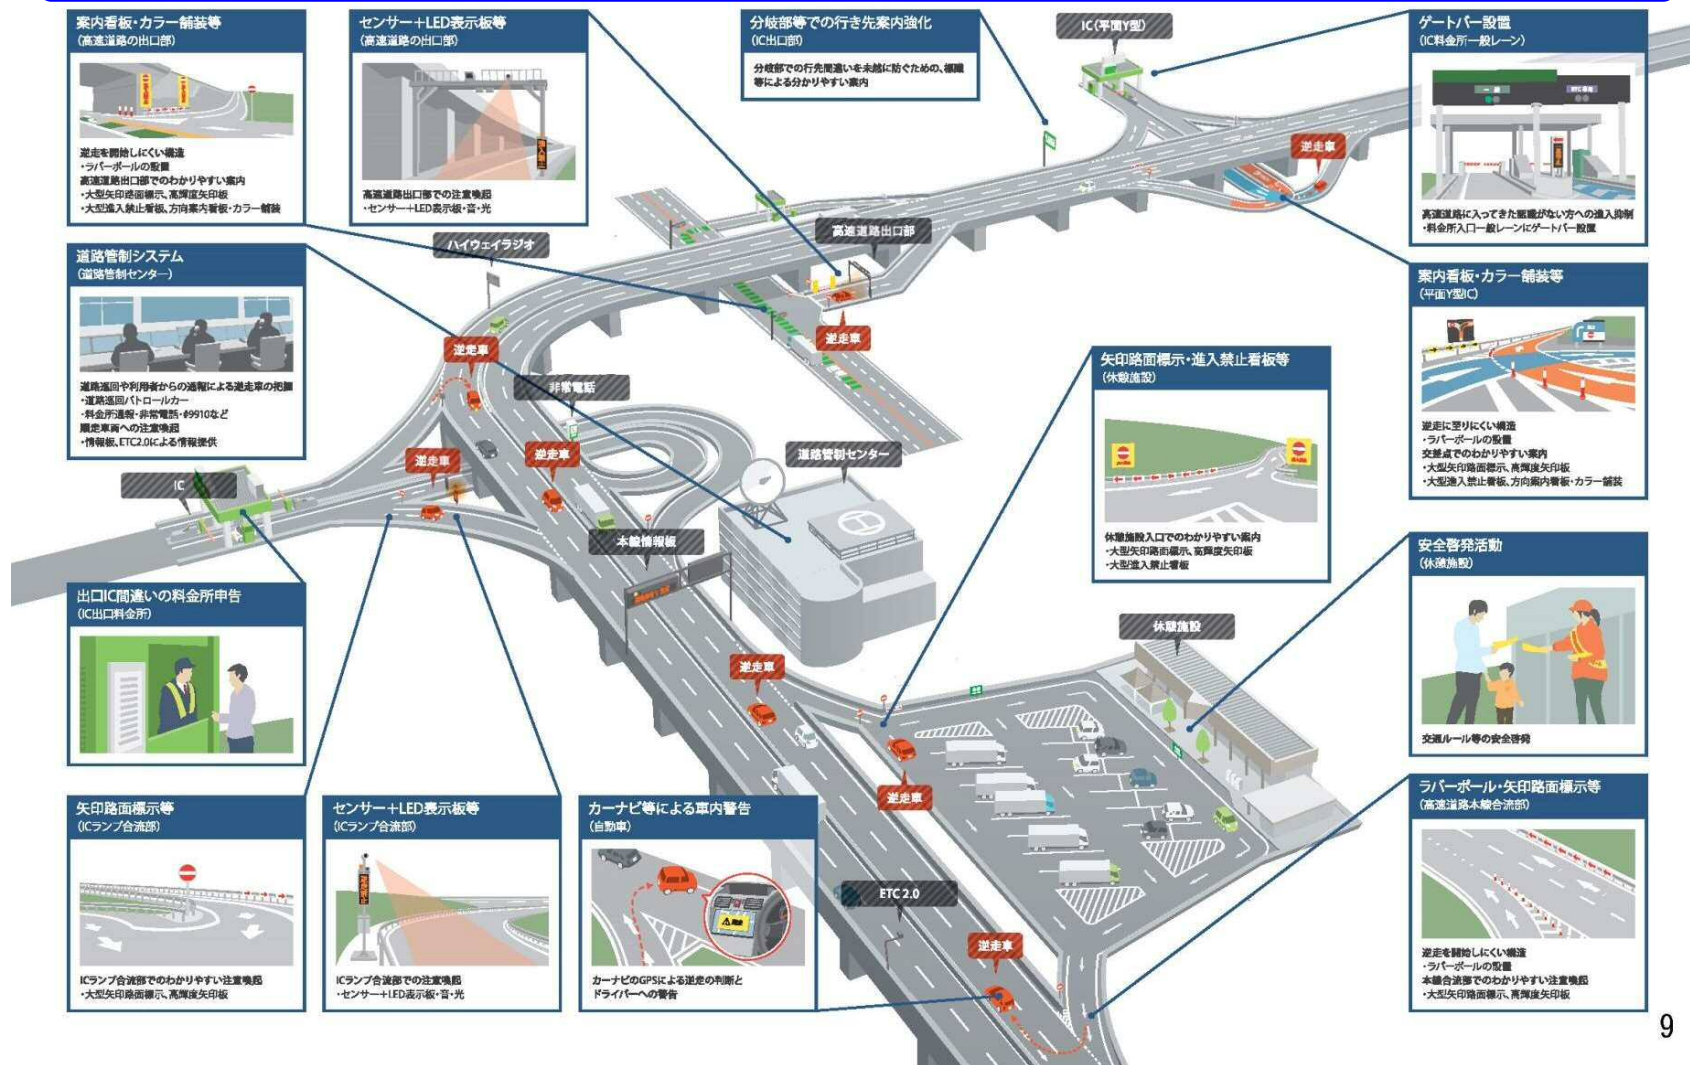 案内看板・カラー舗装等
(高速道路の出口部)
逆走を開始しにくい構造
・ラバーポールの設置
高速道路出口部でのわかりやすい案内
・大型矢印路面標示、高輝度矢印板
・大型進入禁止看板、方向案内看板・カラー舗装
センサー＋LED表示板等
(高速道路の出口部)
高速道路出口部での注意喚起
・センサー+LED表示板・音・光
分岐部等での行き先案内強化
(IC出口部)
分岐部での行先間違いを未然に防ぐための、標識
等による分かりやすい案内
IC(平面Y型)
ゲートバー設置
(IC料金所一般レーン)
一般
ETC専用
高速道路に入ってきた認識がない方への進入抑制
・料金所入口一般レーンにゲートバー設置
逆走車
道路管制システム
(道路管制センター)
道路巡回や利用者からの通報による逆走車の把握
・道路巡回パトロールカー
・料金所通報・非常電話・#9910など
順走車両への注意喚起
・情報板、ETC2.0による情報提供
ハイウェイラジオ
高速道路出口部
逆走車
逆走車
案内看板・カラー舗装等
(平面Y型IC)
逆走に至りにくい構造
・ラバーポールの設置
交差点でのわかりやすい案内
・大型矢印路面標示、高輝度矢印板
・大型進入禁止看板、方向案内看板・カラー舗装
非常電話
逆走車
逆走車
IC
道路管制センター
本線情報板
矢印路面標示・進入禁止看板等
(休憩施設)
休憩施設入口でのわかりやすい案内
・大型矢印路面標示、高輝度矢印板
・大型進入禁止看板
出口IC間違いの料金所申告
(IC出口料金所)
逆走車
休憩施設
安全啓発活動
(休憩施設)
交通ルール等の安全啓発
逆走車
矢印路面標示等
(ICランプ合流部)
ICランプ合流部でのわかりやすい注意喚起
・大型矢印路面標示、高輝度矢印板
センサー＋LED表示板等
(ICランプ合流部)
ICランプ合流部での注意喚起
・センサー+LED表示板・音・光
カーナビ等による車内警告
(自動車)
カーナビのGPSによる逆走の判断と
ドライバーへの警告
ETC 2.0
逆走車
ラバーポール・矢印路面標示等
(高速道路本線合流部)
逆走を開始しにくい構造
・ラバーポールの設置
本線合流部でのわかりやすい注意喚起
・大型矢印路面標示、高輝度矢印板
9